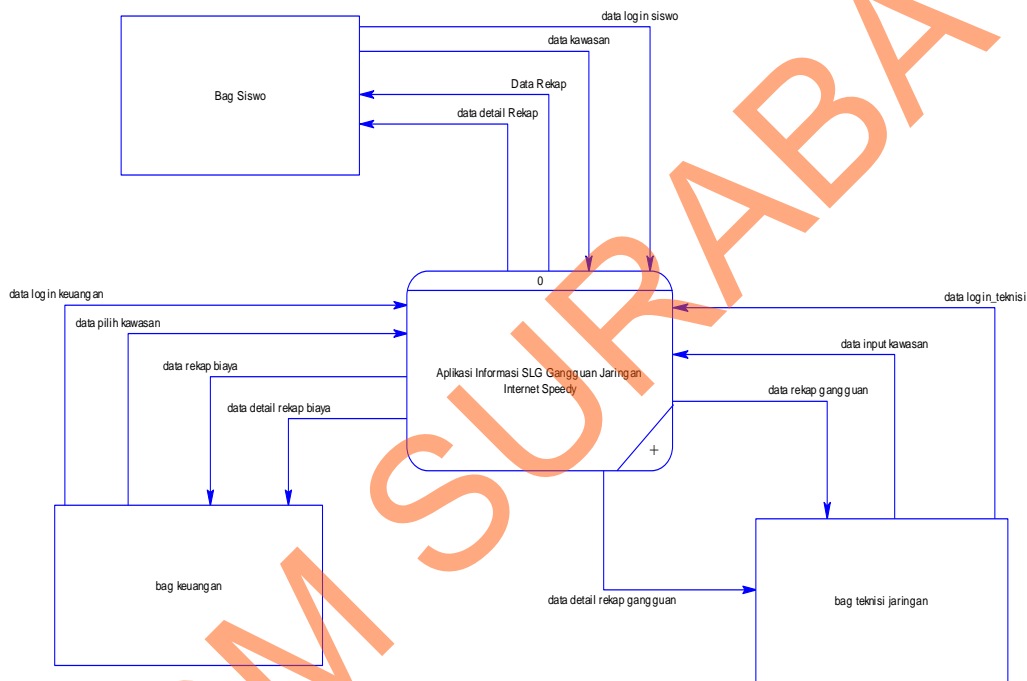 data login siswo
data kawasan
Data Rekap
data detail Rekap
Bag Siswo
0
data login keuangan
data pilih kawasan
data rekap biaya
data detail rekap biaya
Aplikasi Informasi SLG Gangguan Jaringan
Internet Speedy
+
data login_teknisi
data input kawasan
data rekap gangguan
bag keuangan
data detail rekap gangguan
bag teknisi jaringan
M SURABA